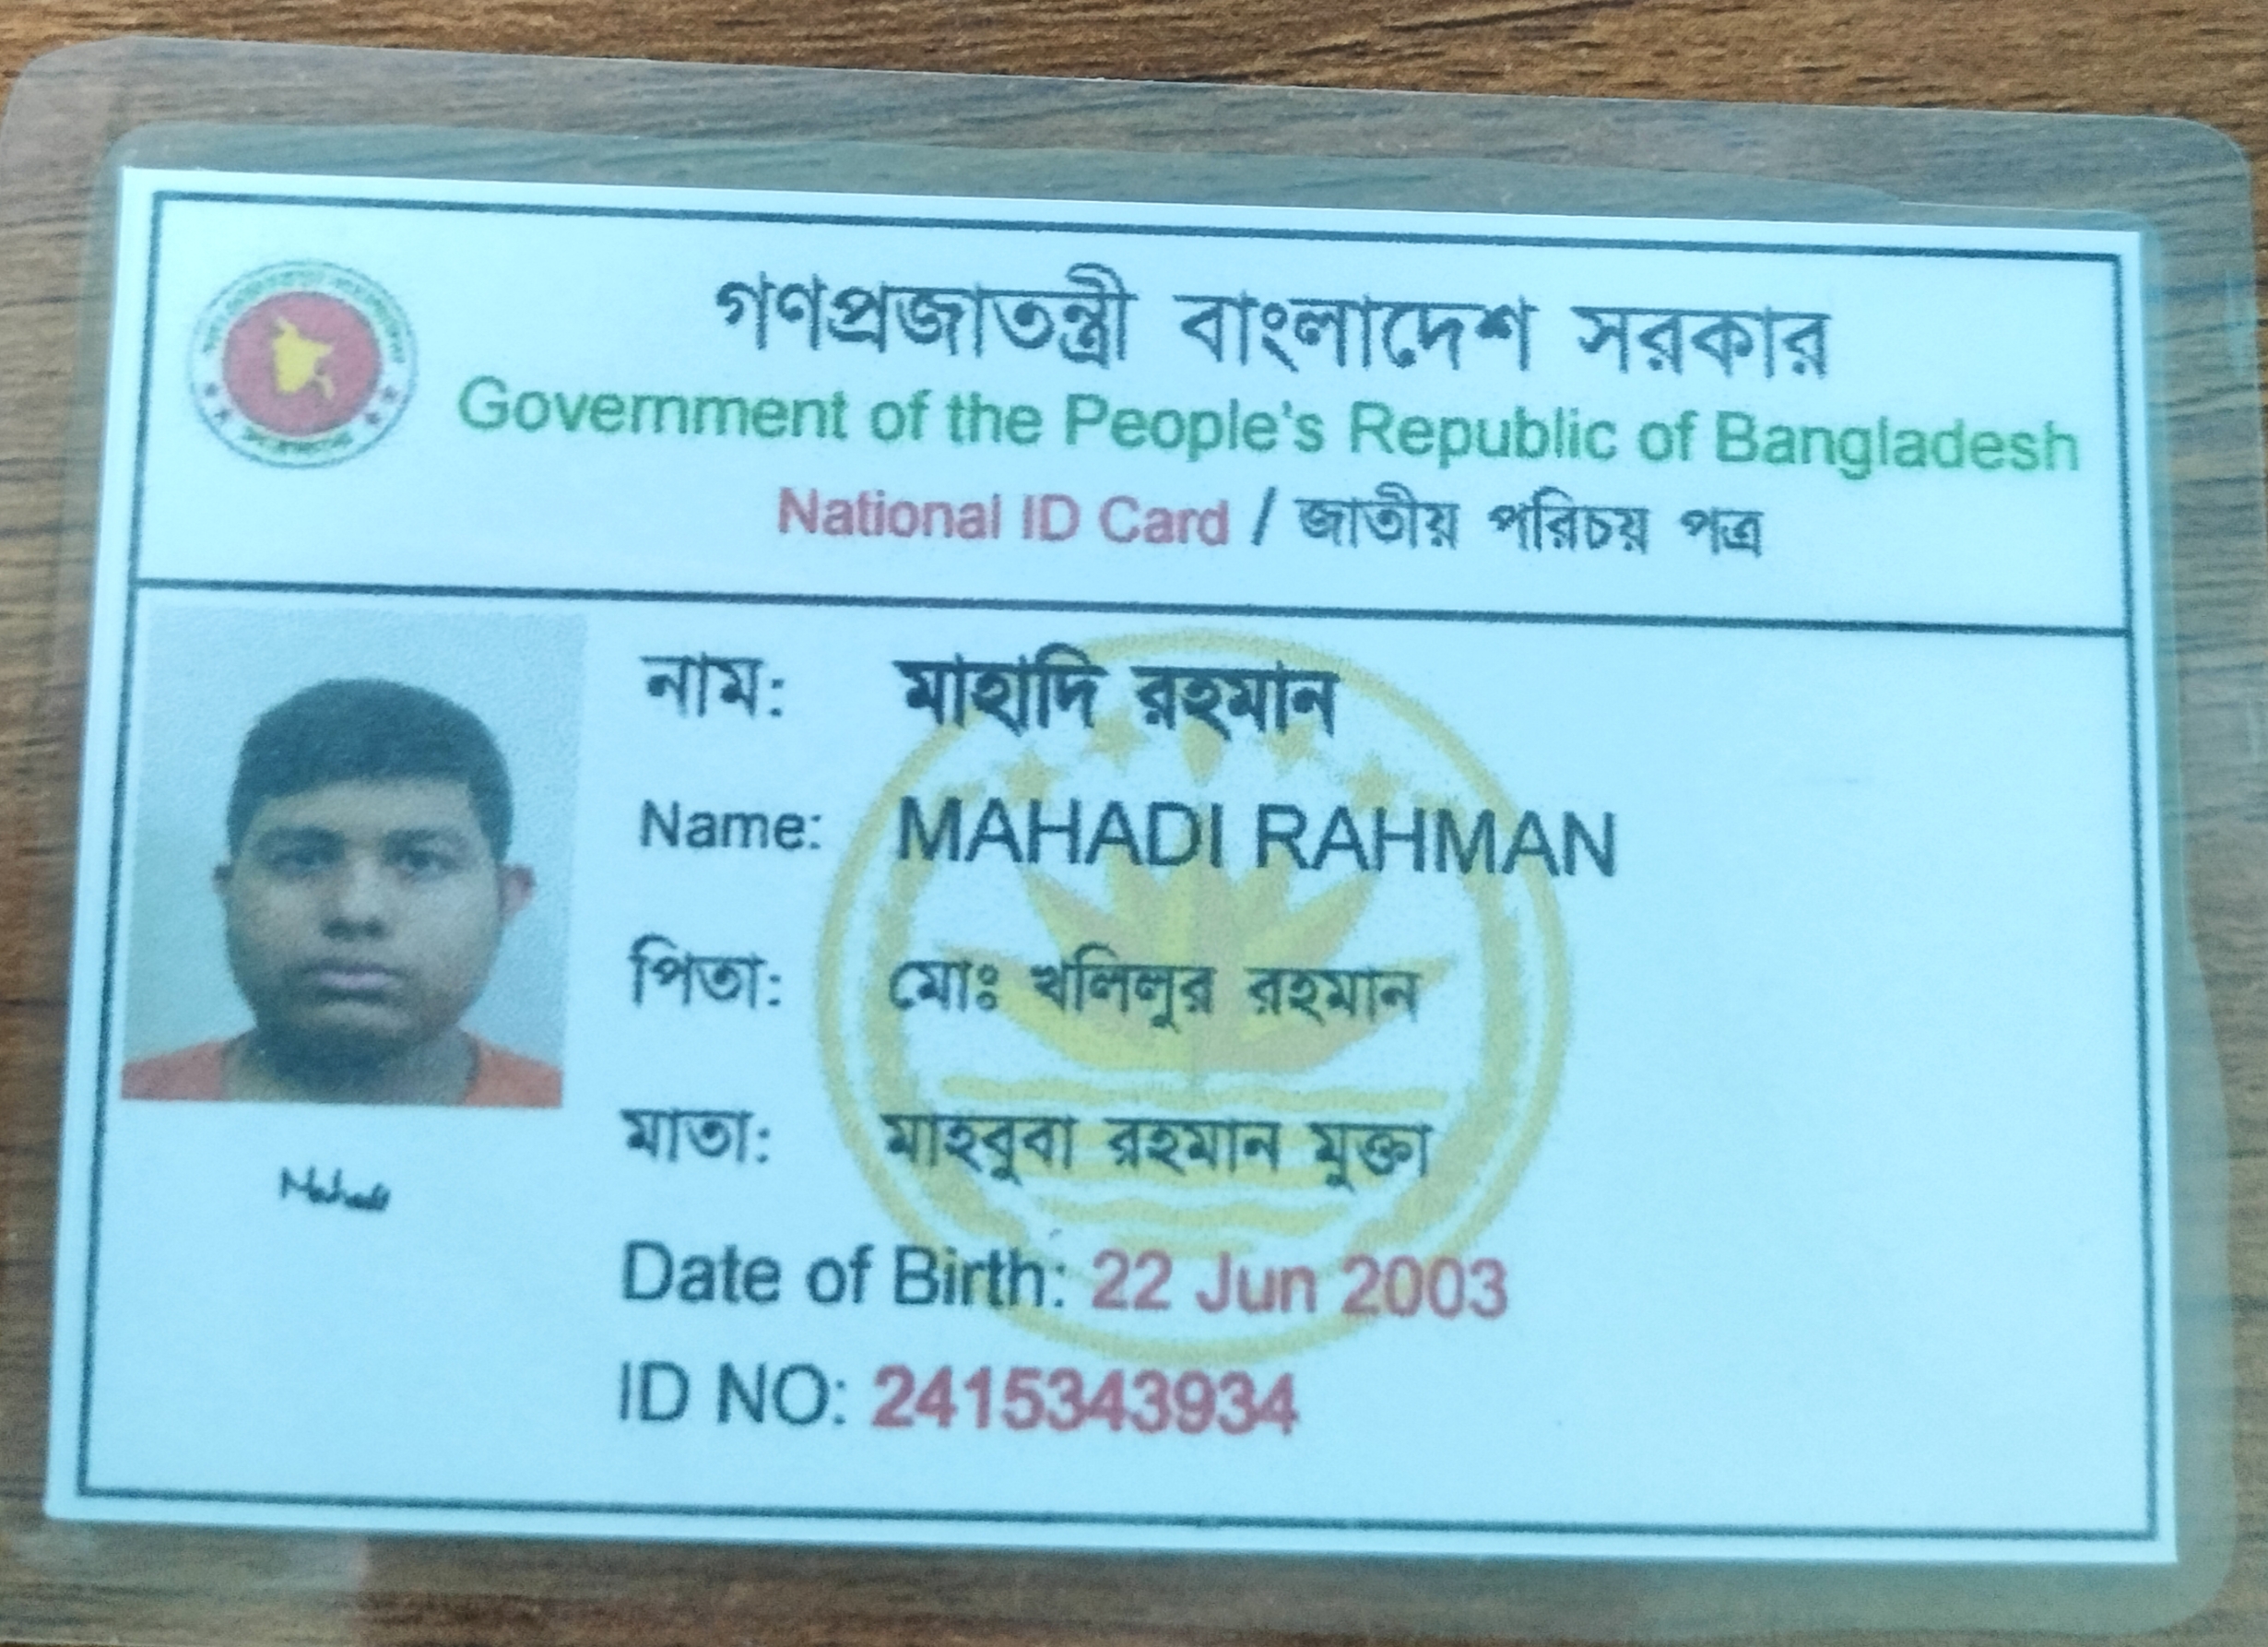 গণপ্রজাতন্ত্রী বাংলাদেশ সরকার
Government of the People's Republic of Bangladesh
National ID Card / জাতীয় পরিচয় পত্র
নাম: মাহাদি রহমান
Name: MAHADI RAHMAN
পিতা: মোঃ খলিলুর রহমান
মাতা: মাহবুবা রহমান মুক্তা
Date of Birth: 22 Jun 2003
ID NO: 2415343934
Mahadi